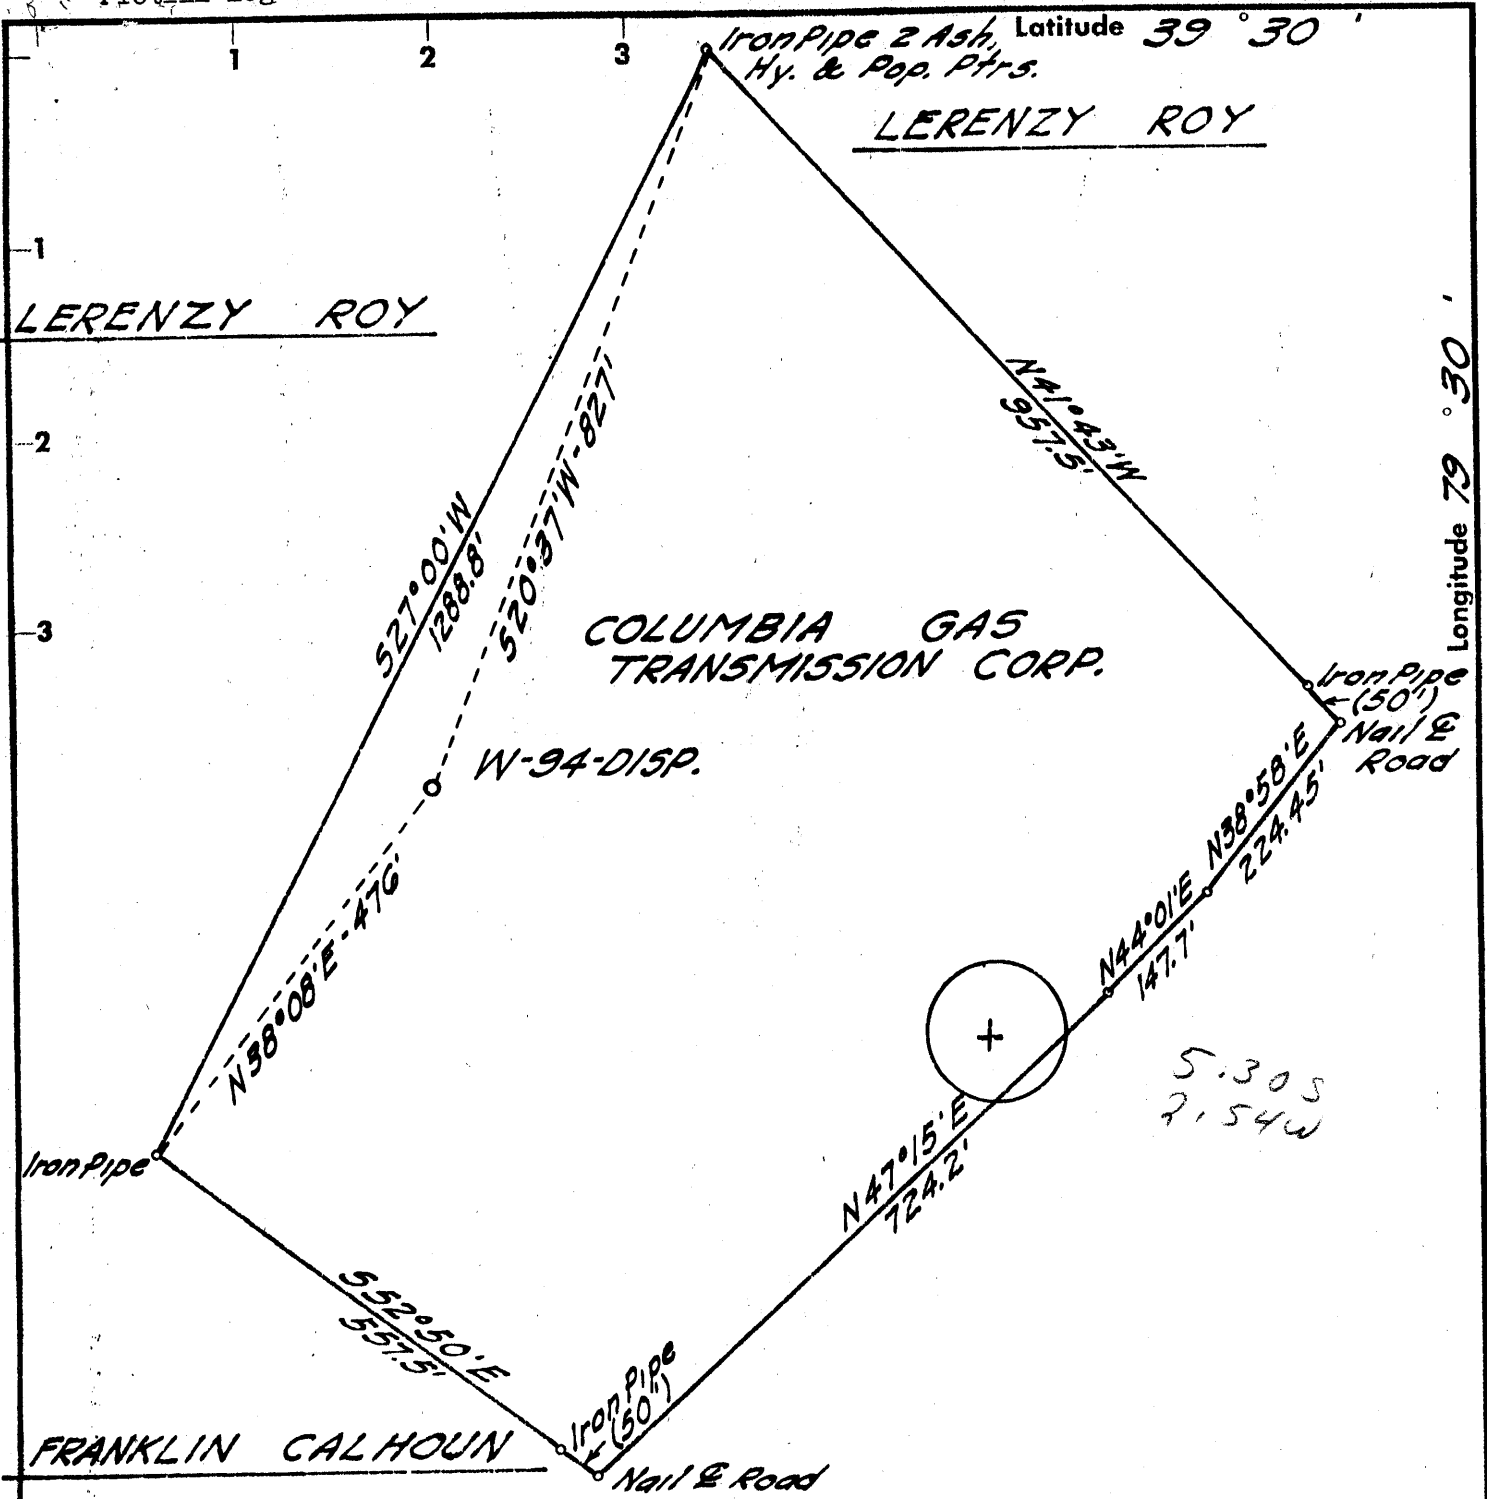 1
2
3
Iron Pipe 2 Ash,
Hy. & Pop. Ptrs.
Latitude 39 ° 30 '
LERENZY ROY
1
LERENZY ROY
2
3
Longitude 79 ° 30 '
N41°43'W
957.5'
S27°00'W
1288.8'
S20°37'W-827'
COLUMBIA GAS
TRANSMISSION CORP.
Iron Pipe
(50')
Nail ℄
Road
W-94-DISP.
N38°58'E
224.45'
N38°08'E-476'
N44°01'E
147.7'
5.30 S
2.54 W
N47°15'E
724.2'
Iron Pipe
S52°50'E
557.5'
Iron Pipe
(50')
FRANKLIN CALHOUN
Nail ℄ Road